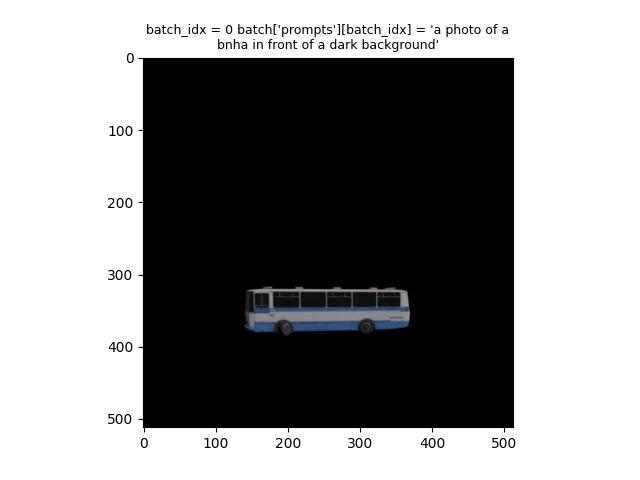 batch_idx = 0 batch['prompts'][batch_idx] = 'a photo of a
bnha in front of a dark background'
0
100
200
300
400
500
0 100 200 300 400 500